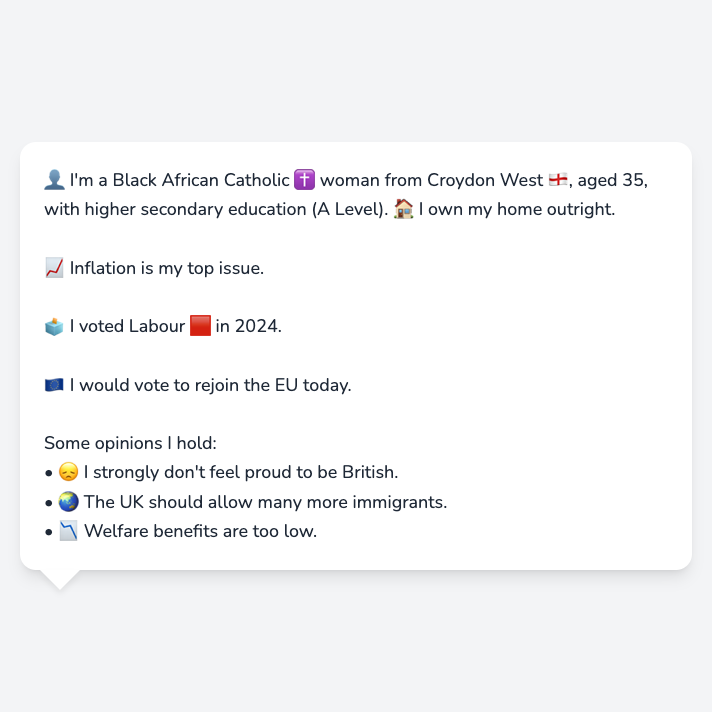 👤 I'm a Black African Catholic ✝️ woman from Croydon West 🏴󠁧󠁢󠁥󠁮󠁧󠁿, aged 35,
with higher secondary education (A Level). 🏠 I own my home outright.
📈 Inflation is my top issue.
🗳️ I voted Labour 🟥 in 2024.
🇪🇺 I would vote to rejoin the EU today.
Some opinions I hold:
• 😞 I strongly don't feel proud to be British.
• 🌏 The UK should allow many more immigrants.
• 📉 Welfare benefits are too low.